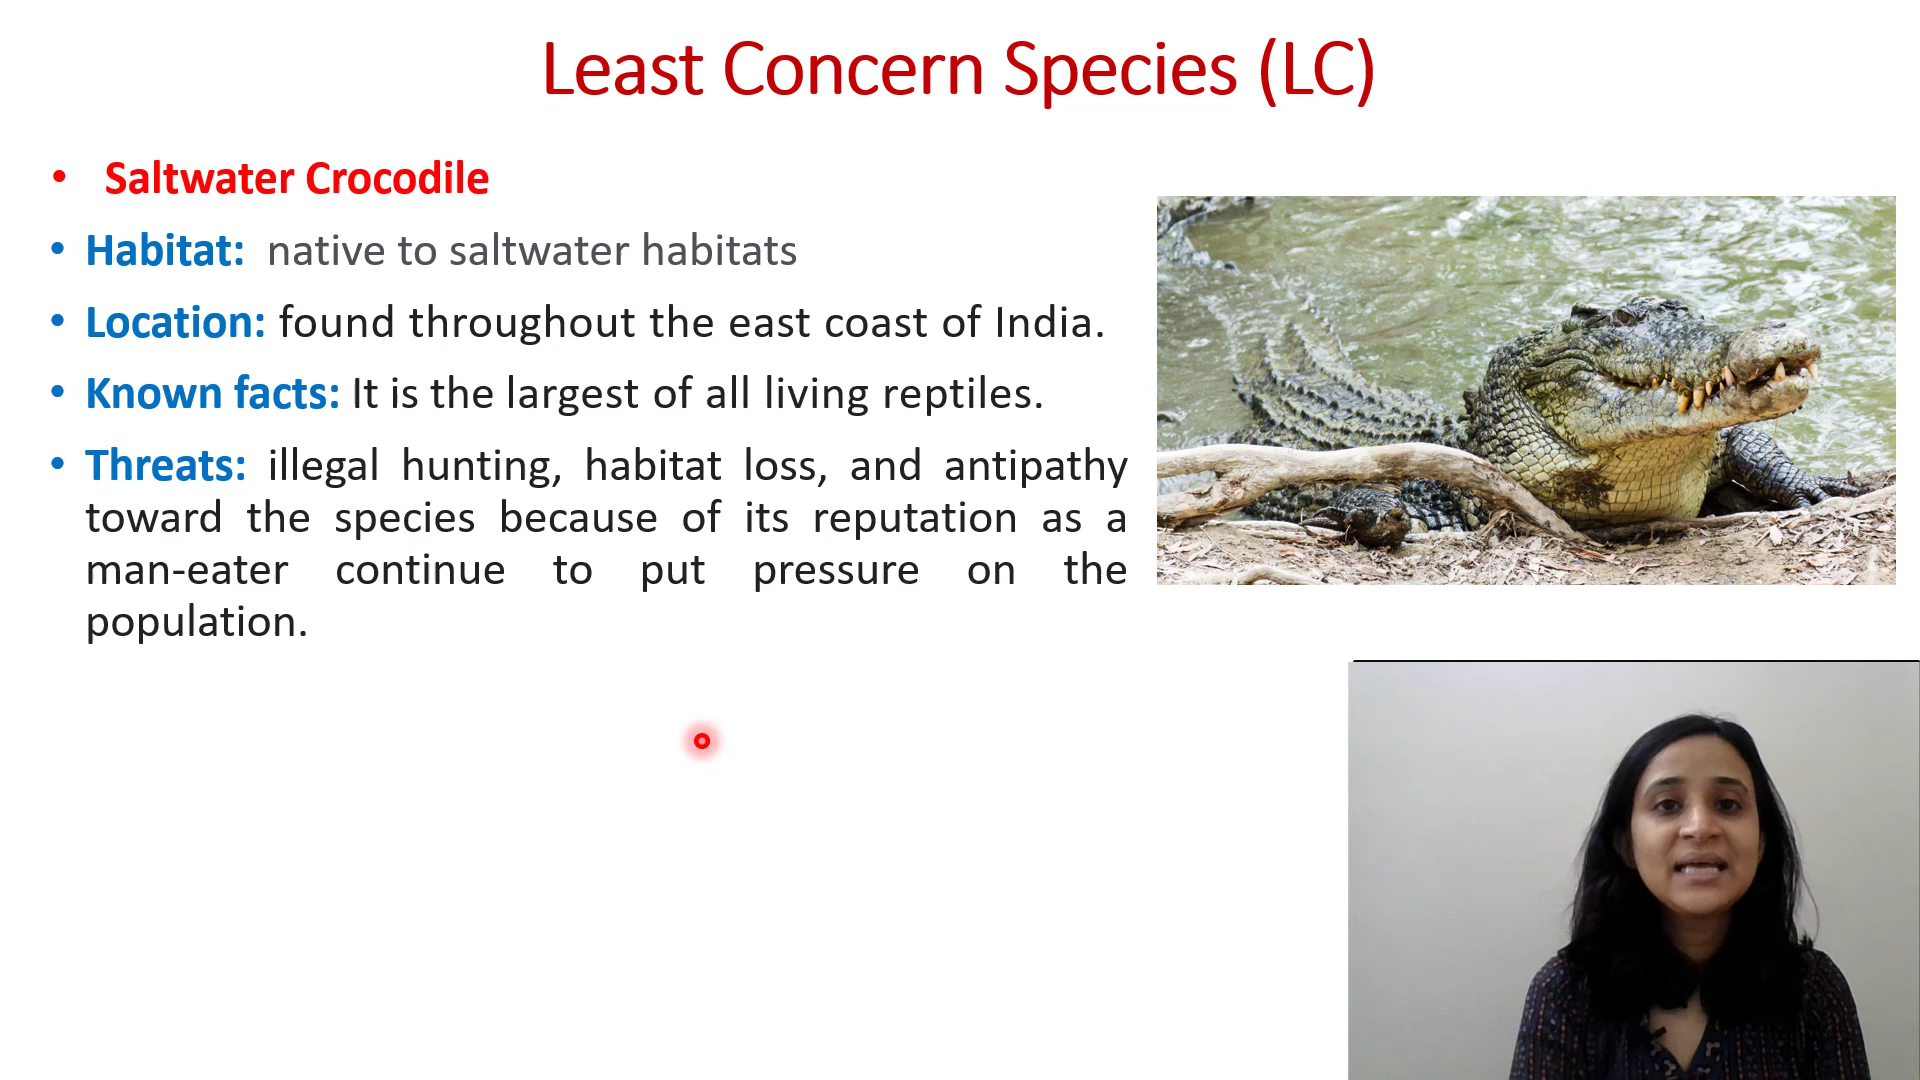 Least Concern Species (LC)
• Saltwater Crocodile
• Habitat: native to saltwater habitats
• Location: found throughout the east coast of India.
• Known facts: It is the largest of all living reptiles.
• Threats: illegal hunting, habitat loss, and antipathy
toward the species because of its reputation as a
man-eater continue to put pressure on the
population.